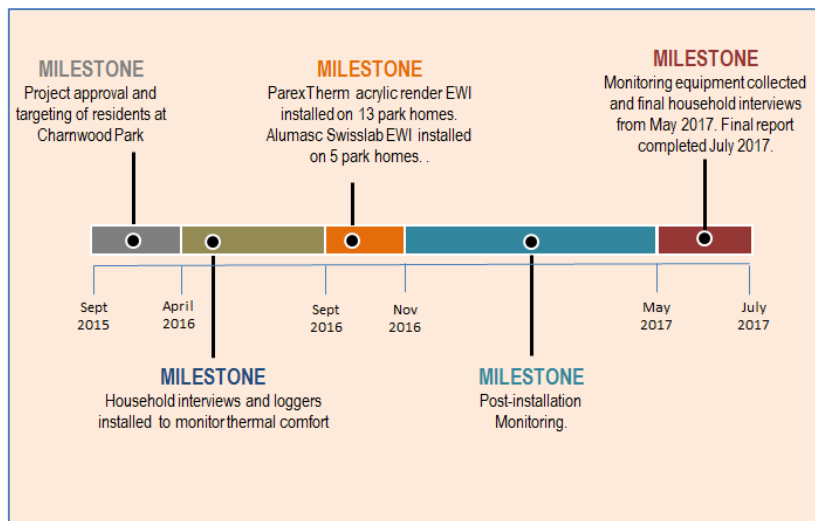 MILESTONE
Project approval and
targeting of residents at
Charnwood Park
MILESTONE
ParexTherm acrylic render EWI
installed on 13 park homes.
Alumasc Swisslab EWI installed
on 5 park homes. .
MILESTONE
Monitoring equipment collected
and final household interviews
from May 2017. Final report
completed July 2017.
Sept
2015
April
2016
Sept
2016
Nov
2016
May
2017
July
2017
MILESTONE
Household interviews and loggers
installed to monitor thermal comfort
MILESTONE
Post-installation
Monitoring.